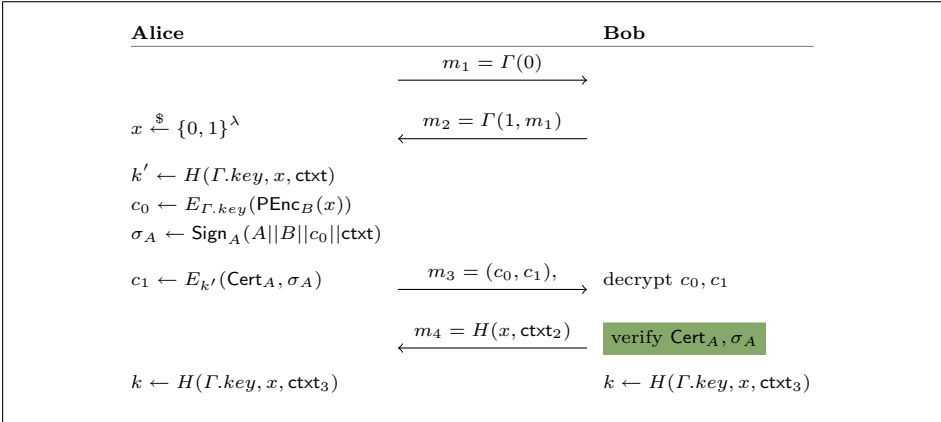 Alice Bob
m₁ = Γ(0)
x ←$ {0, 1}^λ m₂ = Γ(1, m₁)
k′ ← H(Γ.key, x, ctxt)
c₀ ← E_Γ.key(PEnc_B(x))
σ_A ← Sign_A(A||B||c₀||ctxt)
c₁ ← E_k′(Cert_A, σ_A) m₃ = (c₀, c₁), decrypt c₀, c₁
m₄ = H(x, ctxt₂) verify Cert_A, σ_A
k ← H(Γ.key, x, ctxt₃) k ← H(Γ.key, x, ctxt₃)